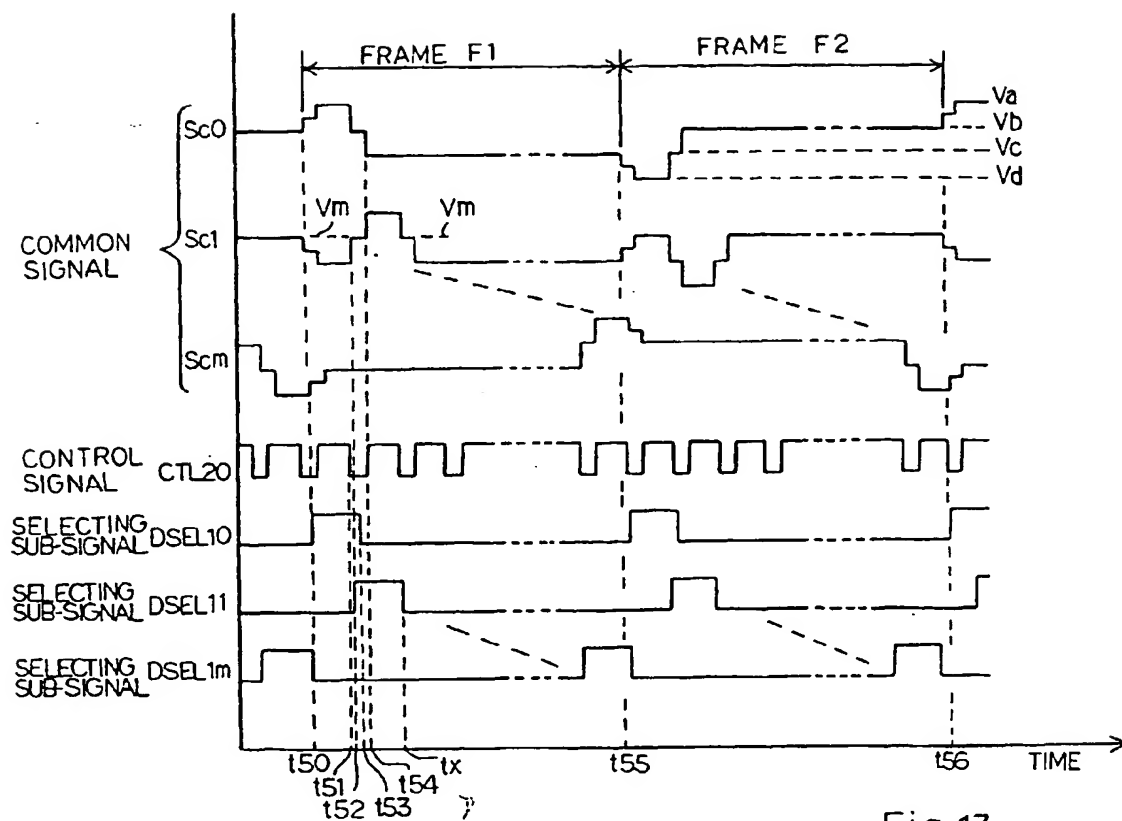 FRAME F1
FRAME F2
Sc0
Va
Vb
Vc
Vd
COMMON
SIGNAL
Sc1
Vm
Vm
Scm
CONTROL
SIGNAL
CTL20
SELECTING
SUB-SIGNAL DSEL10
SELECTING
SUB-SIGNAL DSEL11
SELECTING
SUB-SIGNAL DSEL1m
t50
t51
t52
t53
t54
tx
t55
t56
TIME